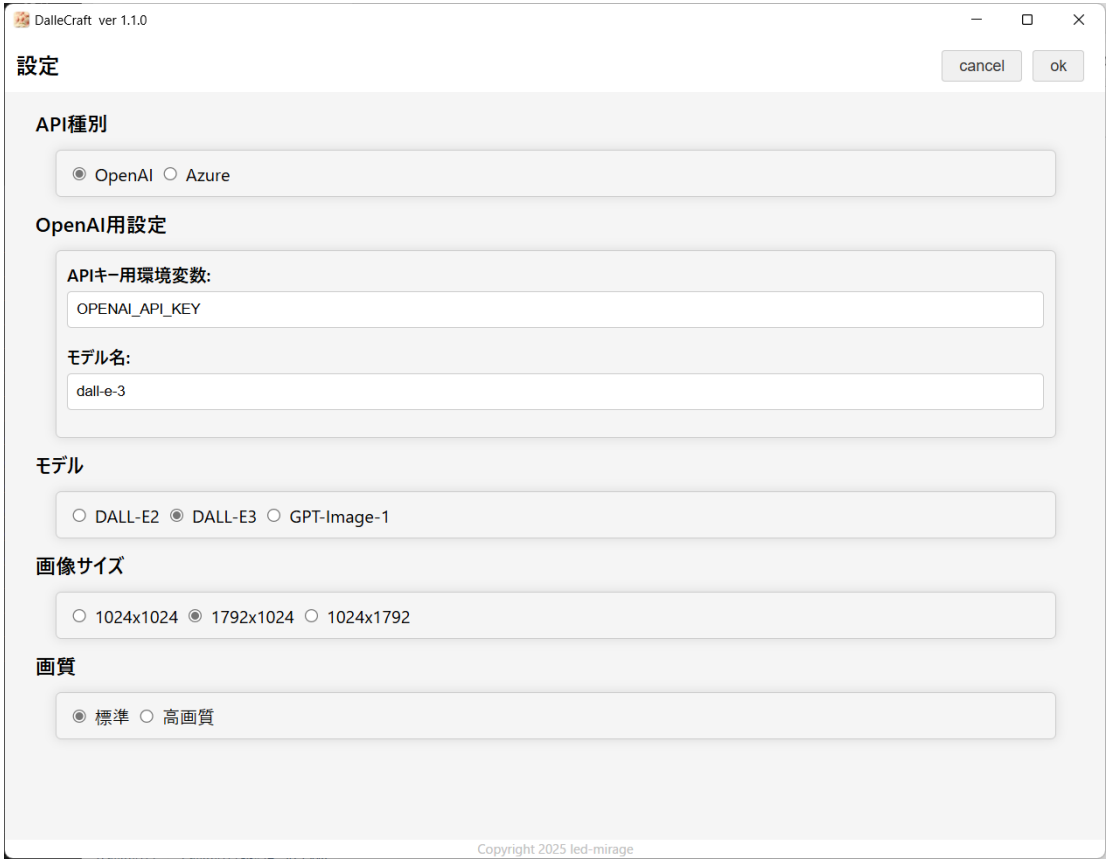 DalleCraft ver 1.1.0
設定
cancel ok
API種別
OpenAI Azure
OpenAI用設定
APIキー用環境変数:
OPENAI_API_KEY
モデル名:
dall-e-3
モデル
DALL-E2 DALL-E3 GPT-Image-1
画像サイズ
1024x1024 1792x1024 1024x1792
画質
標準 高画質
Copyright 2025 led-mirage